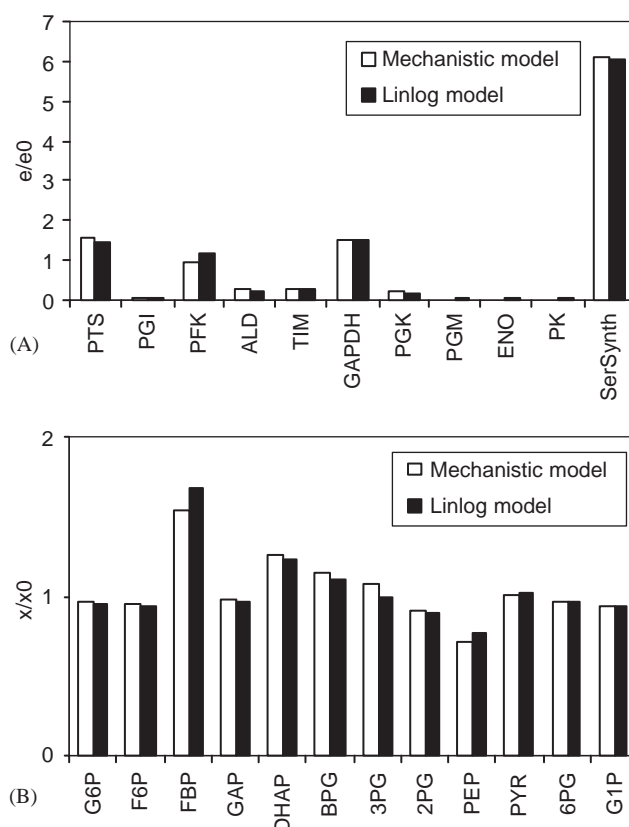 7
6
5
4
3
2
1
0
e/e0
Mechanistic model
Linlog model
PTS
PGI
PFK
ALD
TIM
GAPDH
PGK
PGM
ENO
PK
SerSynth
(A)
2
1
0
x/x0
Mechanistic model
Linlog model
G6P
F6P
FBP
GAP
DHAP
BPG
3PG
2PG
PEP
PYR
6PG
G1P
(B)